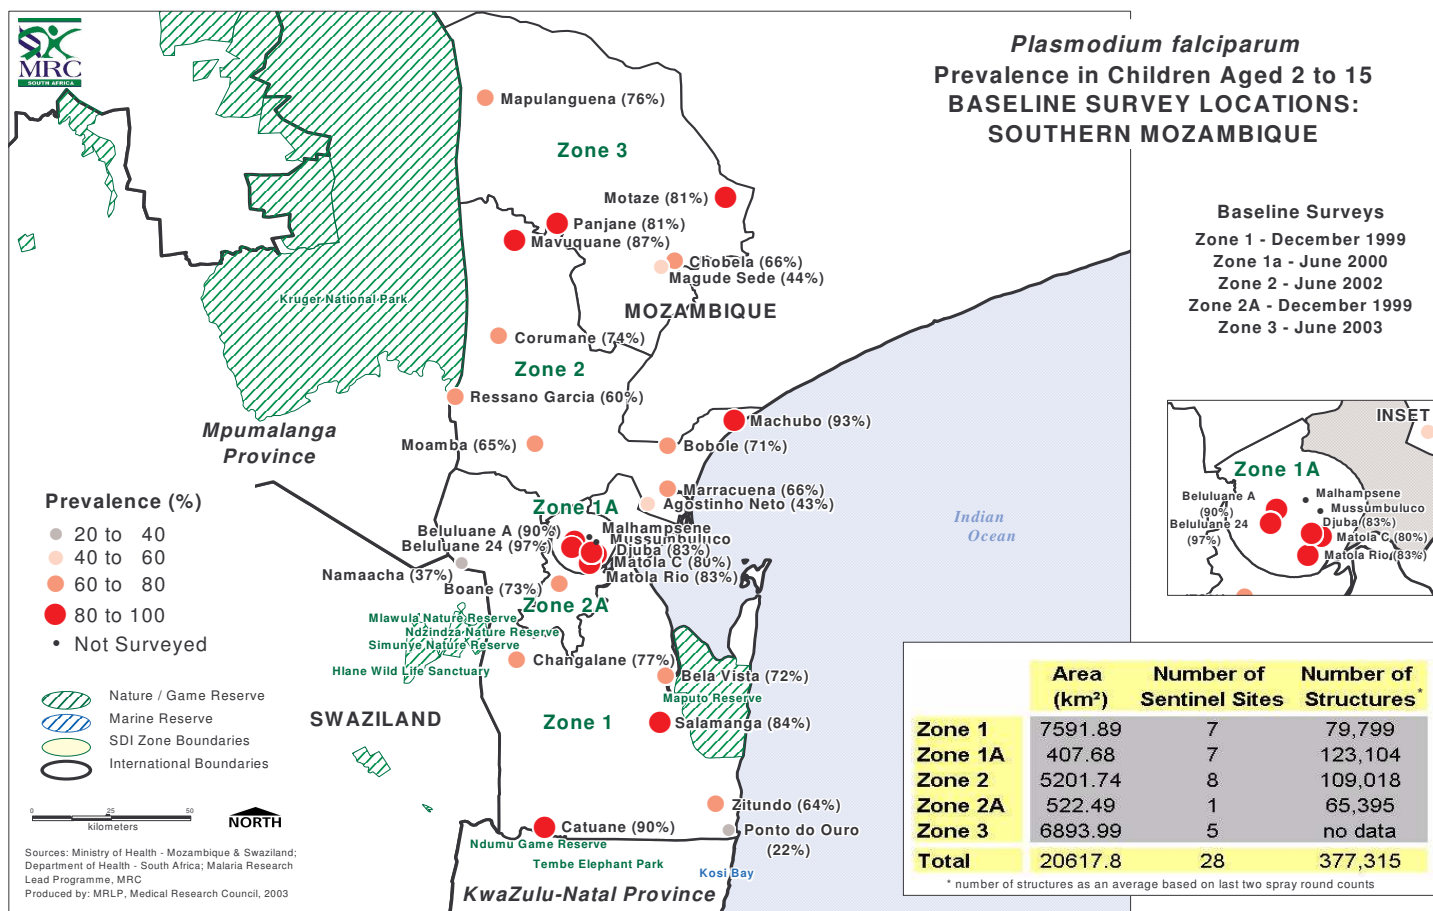 MRC
SOUTH AFRICA
Plasmodium falciparum
Prevalence in Children Aged 2 to 15
BASELINE SURVEY LOCATIONS:
SOUTHERN MOZAMBIQUE
Baseline Surveys
Zone 1 - December 1999
Zone 1a - June 2000
Zone 2 - June 2002
Zone 2A - December 1999
Zone 3 - June 2003
Mapulanguena (76%)
Zone 3
Motaze (81%)
Panjane (81%)
Mavuquane (87%)
Chobela (66%)
Magude Sede (44%)
Kruger National Park
MOZAMBIQUE
Corumane (74%)
Zone 2
Ressano Garcia (60%)
Machubo (93%)
Mpumalanga
Province
Moamba (65%)
Bobole (71%)
Marracuena (66%)
Agostinho Neto (43%)
Zone 1A
Beluluane A (90%)
Malhampsene
Mussumbuluco
Beluluane 24 (97%)
Djuba (83%)
Matola C (80%)
Matola Rio (83%)
Namaacha (37%)
Boane (73%)
Zone 2A
Indian
Ocean
Mlawula Nature Reserve
Ndzindza Nature Reserve
Simunye Nature Reserve
Hlane Wild Life Sanctuary
Changalane (77%)
Bela Vista (72%)
Maputo Reserve
SWAZILAND
Zone 1
Salamanga (84%)
Zitundo (64%)
Catuane (90%)
Ponto do Ouro
(22%)
Ndumu Game Reserve
Tembe Elephant Park
Kosi Bay
KwaZulu-Natal Province
Prevalence (%)
20 to 40
40 to 60
60 to 80
80 to 100
Not Surveyed
Nature / Game Reserve
Marine Reserve
SDI Zone Boundaries
International Boundaries
0 25 50
kilometers
NORTH
Sources: Ministry of Health - Mozambique & Swaziland;
Department of Health - South Africa; Malaria Research
Lead Programme, MRC
Produced by: MRLP, Medical Research Council, 2003
INSET
Zone 1A
Beluluane A
(90%)
Beluluane 24
(97%)
Malhampsene
Mussumbuluco
Djuba (83%)
Matola C (80%)
Matola Rio (83%)
Area Number of Number of
(km²) Sentinel Sites Structures*
Zone 1 7591.89 7 79,799
Zone 1A 407.68 7 123,104
Zone 2 5201.74 8 109,018
Zone 2A 522.49 1 65,395
Zone 3 6893.99 5 no data
Total 20617.8 28 377,315
* number of structures as an average based on last two spray round counts